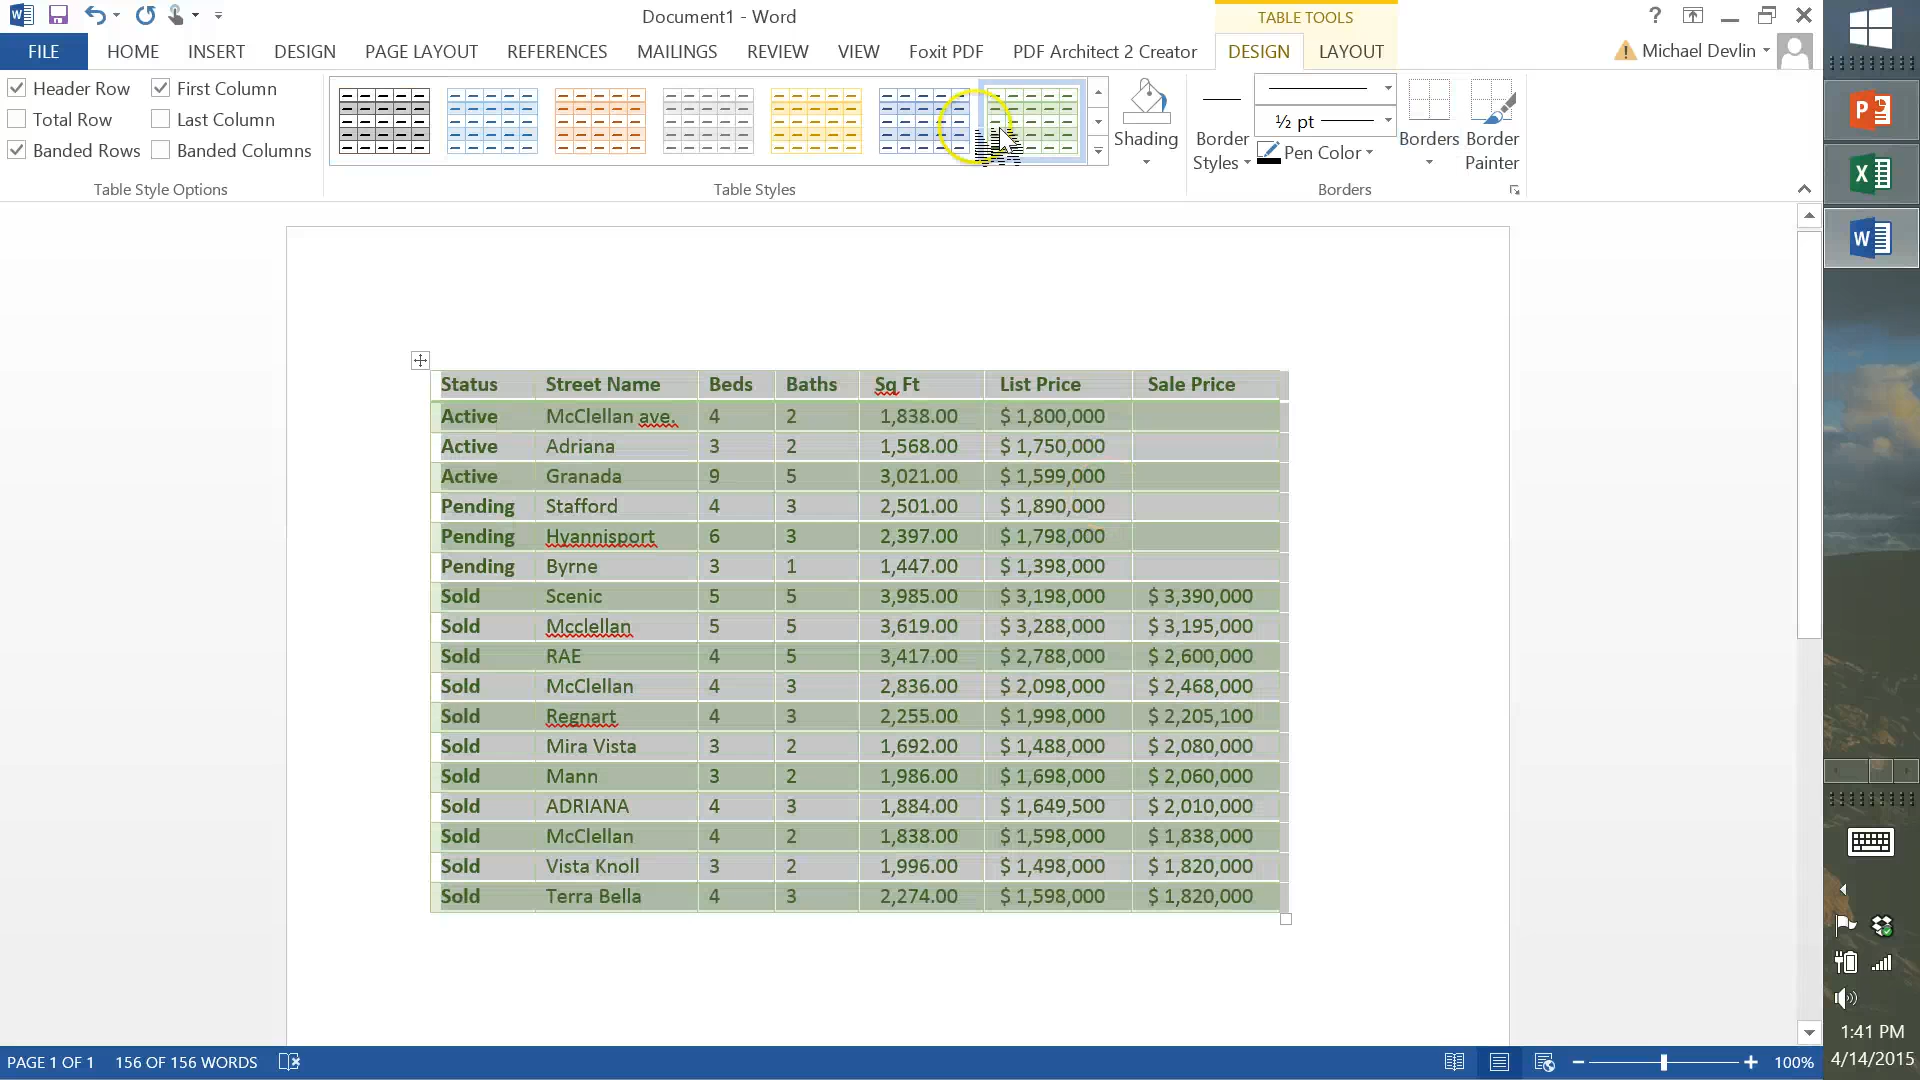 Document1 - Word
TABLE TOOLS
FILE HOME INSERT DESIGN PAGE LAYOUT REFERENCES MAILINGS REVIEW VIEW Foxit PDF PDF Architect 2 Creator DESIGN LAYOUT Michael Devlin
Header Row First Column
Total Row Last Column
Banded Rows Banded Columns
Table Style Options
Table Styles
Shading
Border Styles
½ pt
Pen Color
Borders
Border Painter
Borders
Status Street Name Beds Baths Sq Ft List Price Sale Price
Active McClellan ave. 4 2 1,838.00 $ 1,800,000
Active Adriana 3 2 1,568.00 $ 1,750,000
Active Granada 9 5 3,021.00 $ 1,599,000
Pending Stafford 4 3 2,501.00 $ 1,890,000
Pending Hyannisport 6 3 2,397.00 $ 1,798,000
Pending Byrne 3 1 1,447.00 $ 1,398,000
Sold Scenic 5 5 3,985.00 $ 3,198,000 $ 3,390,000
Sold Mcclellan 5 5 3,619.00 $ 3,288,000 $ 3,195,000
Sold RAE 4 5 3,417.00 $ 2,788,000 $ 2,600,000
Sold McClellan 4 3 2,836.00 $ 2,098,000 $ 2,468,000
Sold Regnart 4 3 2,255.00 $ 1,998,000 $ 2,205,100
Sold Mira Vista 3 2 1,692.00 $ 1,488,000 $ 2,080,000
Sold Mann 3 2 1,986.00 $ 1,698,000 $ 2,060,000
Sold ADRIANA 4 3 1,884.00 $ 1,649,500 $ 2,010,000
Sold McClellan 4 2 1,838.00 $ 1,598,000 $ 1,838,000
Sold Vista Knoll 3 2 1,996.00 $ 1,498,000 $ 1,820,000
Sold Terra Bella 4 3 2,274.00 $ 1,598,000 $ 1,820,000
PAGE 1 OF 1 156 OF 156 WORDS 100%
1:41 PM
4/14/2015